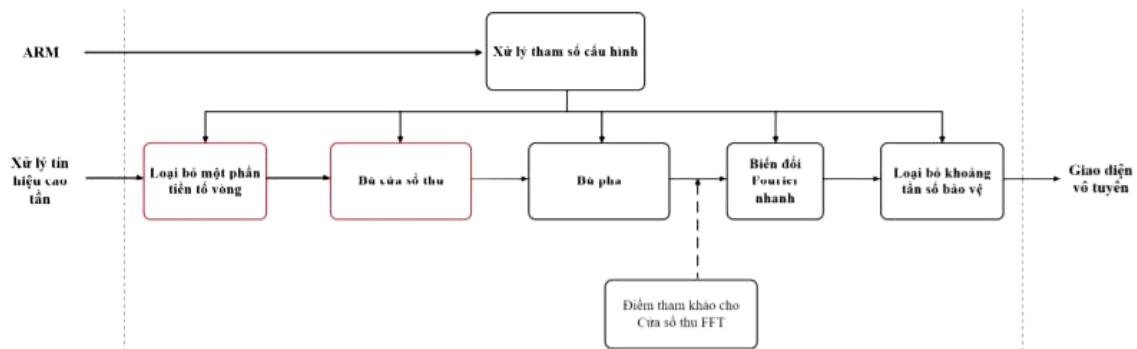 ARM
Xử lý tham số cấu hình
Xử lý tín
hiệu cao
tần
Loại bỏ một phần
tiền tố vòng
Bù cửa sổ thu
Bù pha
Biến đổi
Fourier
nhanh
Loại bỏ khoảng
tần số bảo vệ
Giao diện
vô tuyến
Điểm tham khảo cho
Cửa sổ thu FFT